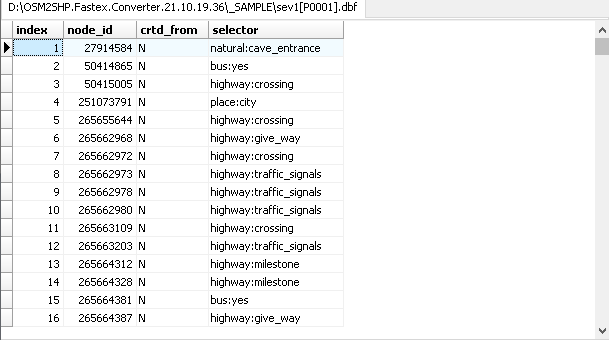 D:\OSM2SHP.Fastex.Converter.21.10.19.36\_SAMPLE\sev1[P0001].dbf
index node_id crtd_from selector
1 27914584 N natural:cave_entrance
2 50414865 N bus:yes
3 50415005 N highway:crossing
4 251073791 N place:city
5 265655644 N highway:crossing
6 265662968 N highway:give_way
7 265662972 N highway:crossing
8 265662973 N highway:traffic_signals
9 265662978 N highway:traffic_signals
10 265662980 N highway:traffic_signals
11 265663109 N highway:crossing
12 265663203 N highway:traffic_signals
13 265664312 N highway:milestone
14 265664328 N highway:milestone
15 265664381 N bus:yes
16 265664387 N highway:give_way